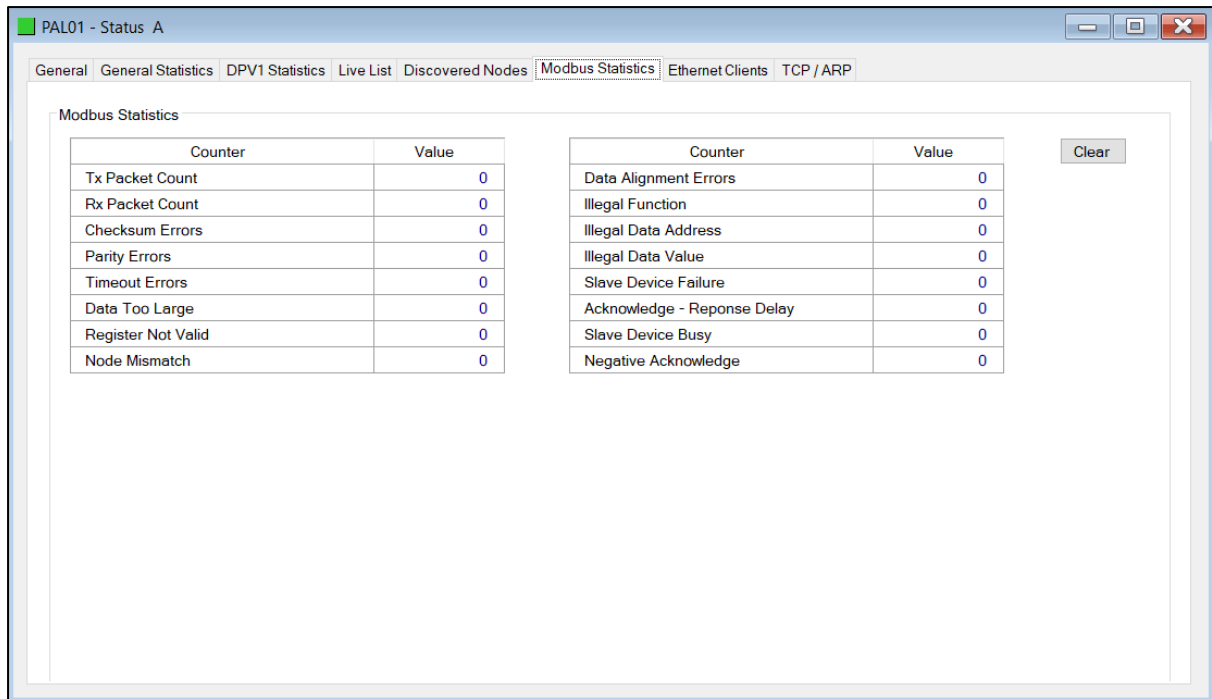 PAL01 - Status A
General General Statistics DPV1 Statistics Live List Discovered Nodes Modbus Statistics Ethernet Clients TCP / ARP
Modbus Statistics
Counter Value Counter Value Clear
Tx Packet Count 0 Data Alignment Errors 0
Rx Packet Count 0 Illegal Function 0
Checksum Errors 0 Illegal Data Address 0
Parity Errors 0 Illegal Data Value 0
Timeout Errors 0 Slave Device Failure 0
Data Too Large 0 Acknowledge - Reponse Delay 0
Register Not Valid 0 Slave Device Busy 0
Node Mismatch 0 Negative Acknowledge 0